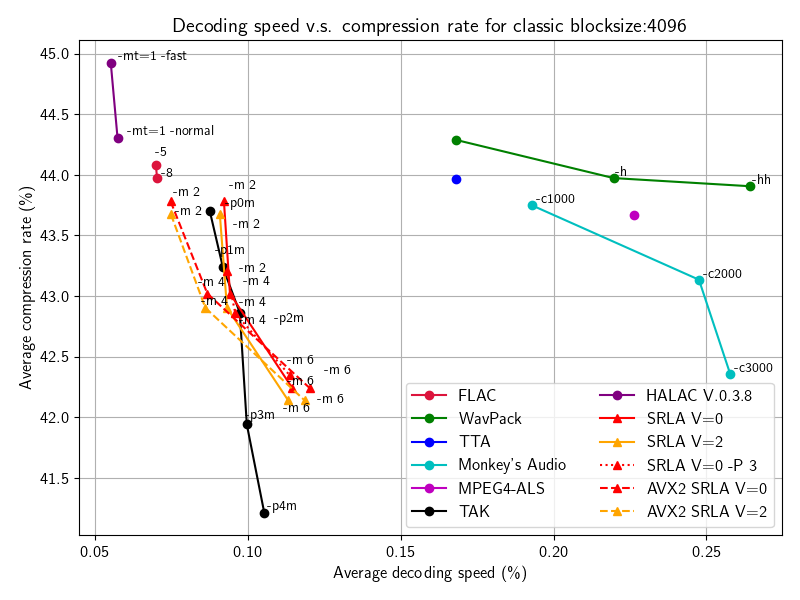 Decoding speed v.s. compression rate for classic blocksize:4096
Average compression rate (%)
45.0
44.5
44.0
43.5
43.0
42.5
42.0
41.5
-mt=1 -fast
-mt=1 -normal
-5
-8
-m 2
-m 2
-m 2
-p0m
-m 2
-p1m
-m 2
-m 4
-m 4
-m 4
-m 4
-m 4
-p2m
-m 6
-m 6
-m 6
-m 6
-m 6
-p3m
-p4m
-h
-hh
-c1000
-c2000
-c3000
FLAC
WavPack
TTA
Monkey's Audio
MPEG4-ALS
TAK
HALAC V.0.3.8
SRLA V=0
SRLA V=2
SRLA V=0 -P 3
AVX2 SRLA V=0
AVX2 SRLA V=2
0.05
0.10
0.15
0.20
0.25
Average decoding speed (%)